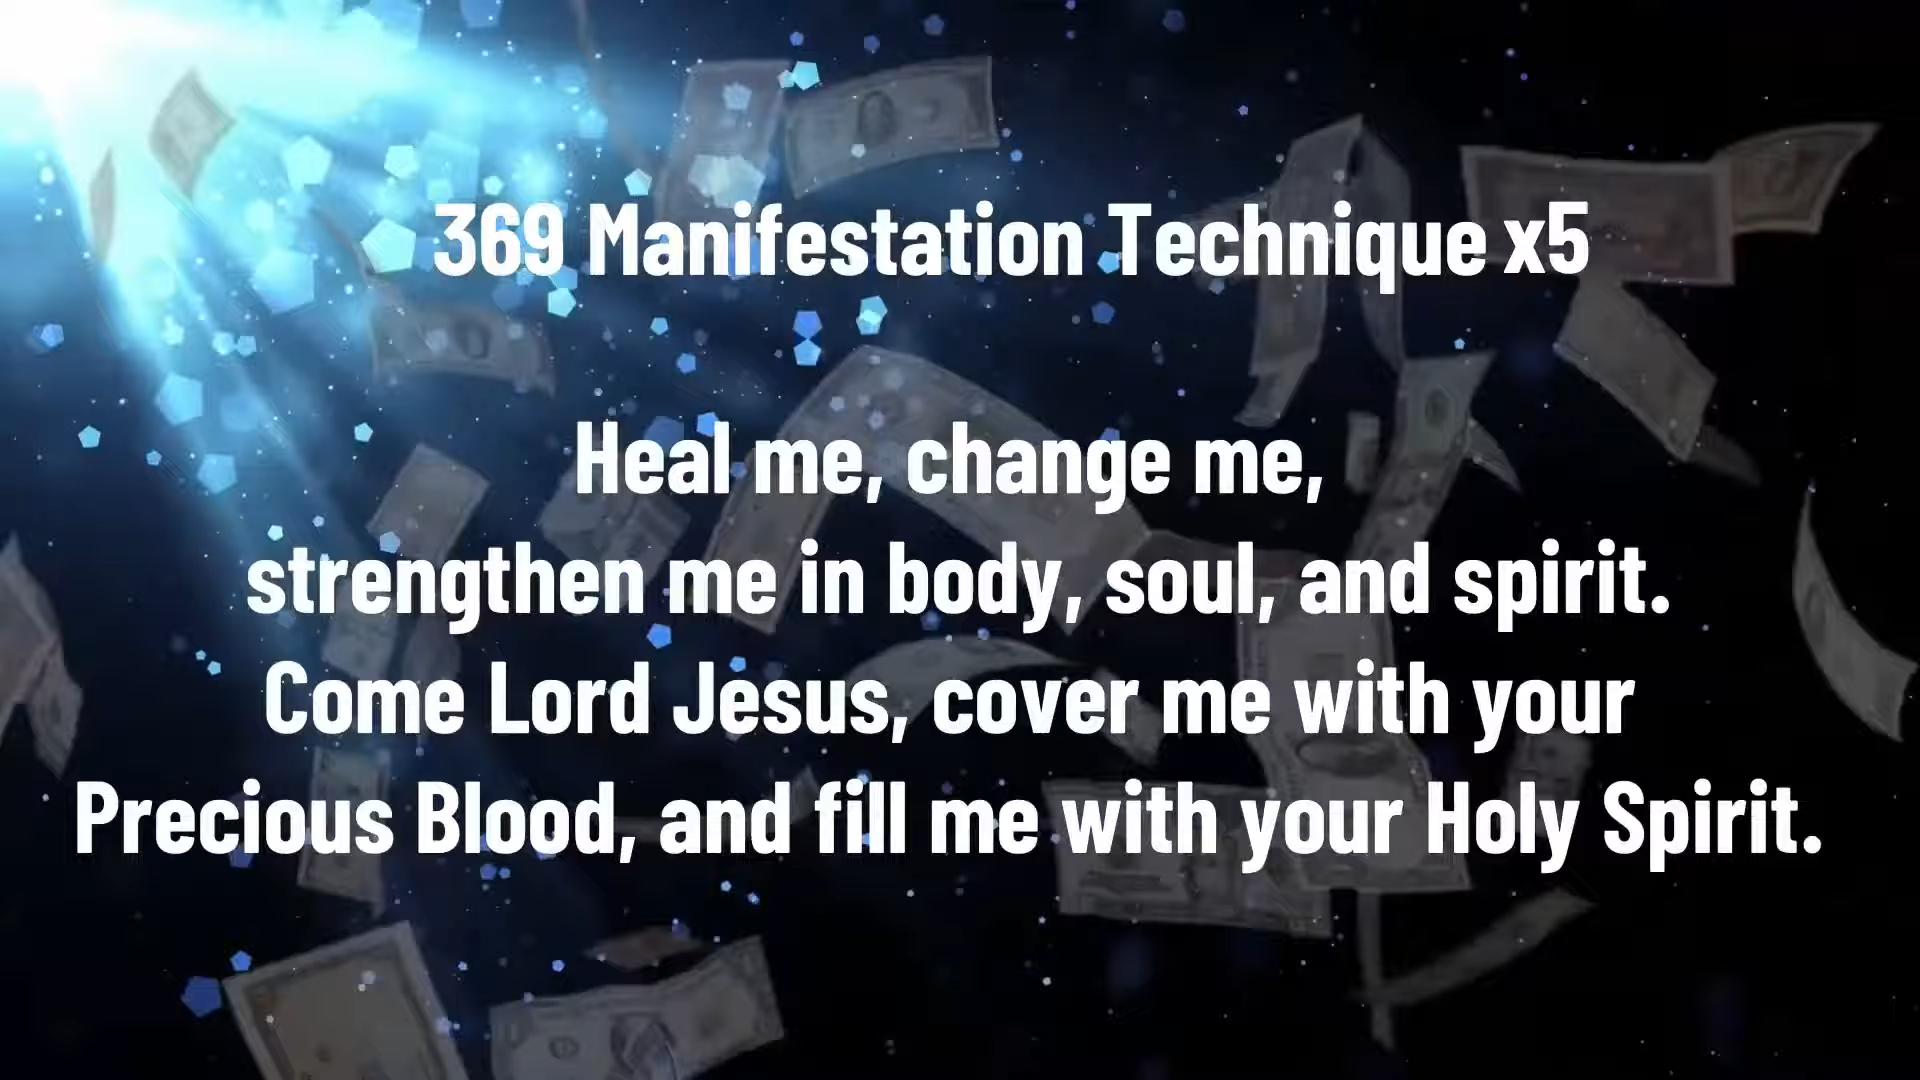 369 Manifestation Technique x5
Heal me, change me,
strengthen me in body, soul, and spirit.
Come Lord Jesus, cover me with your
Precious Blood, and fill me with your Holy Spirit.